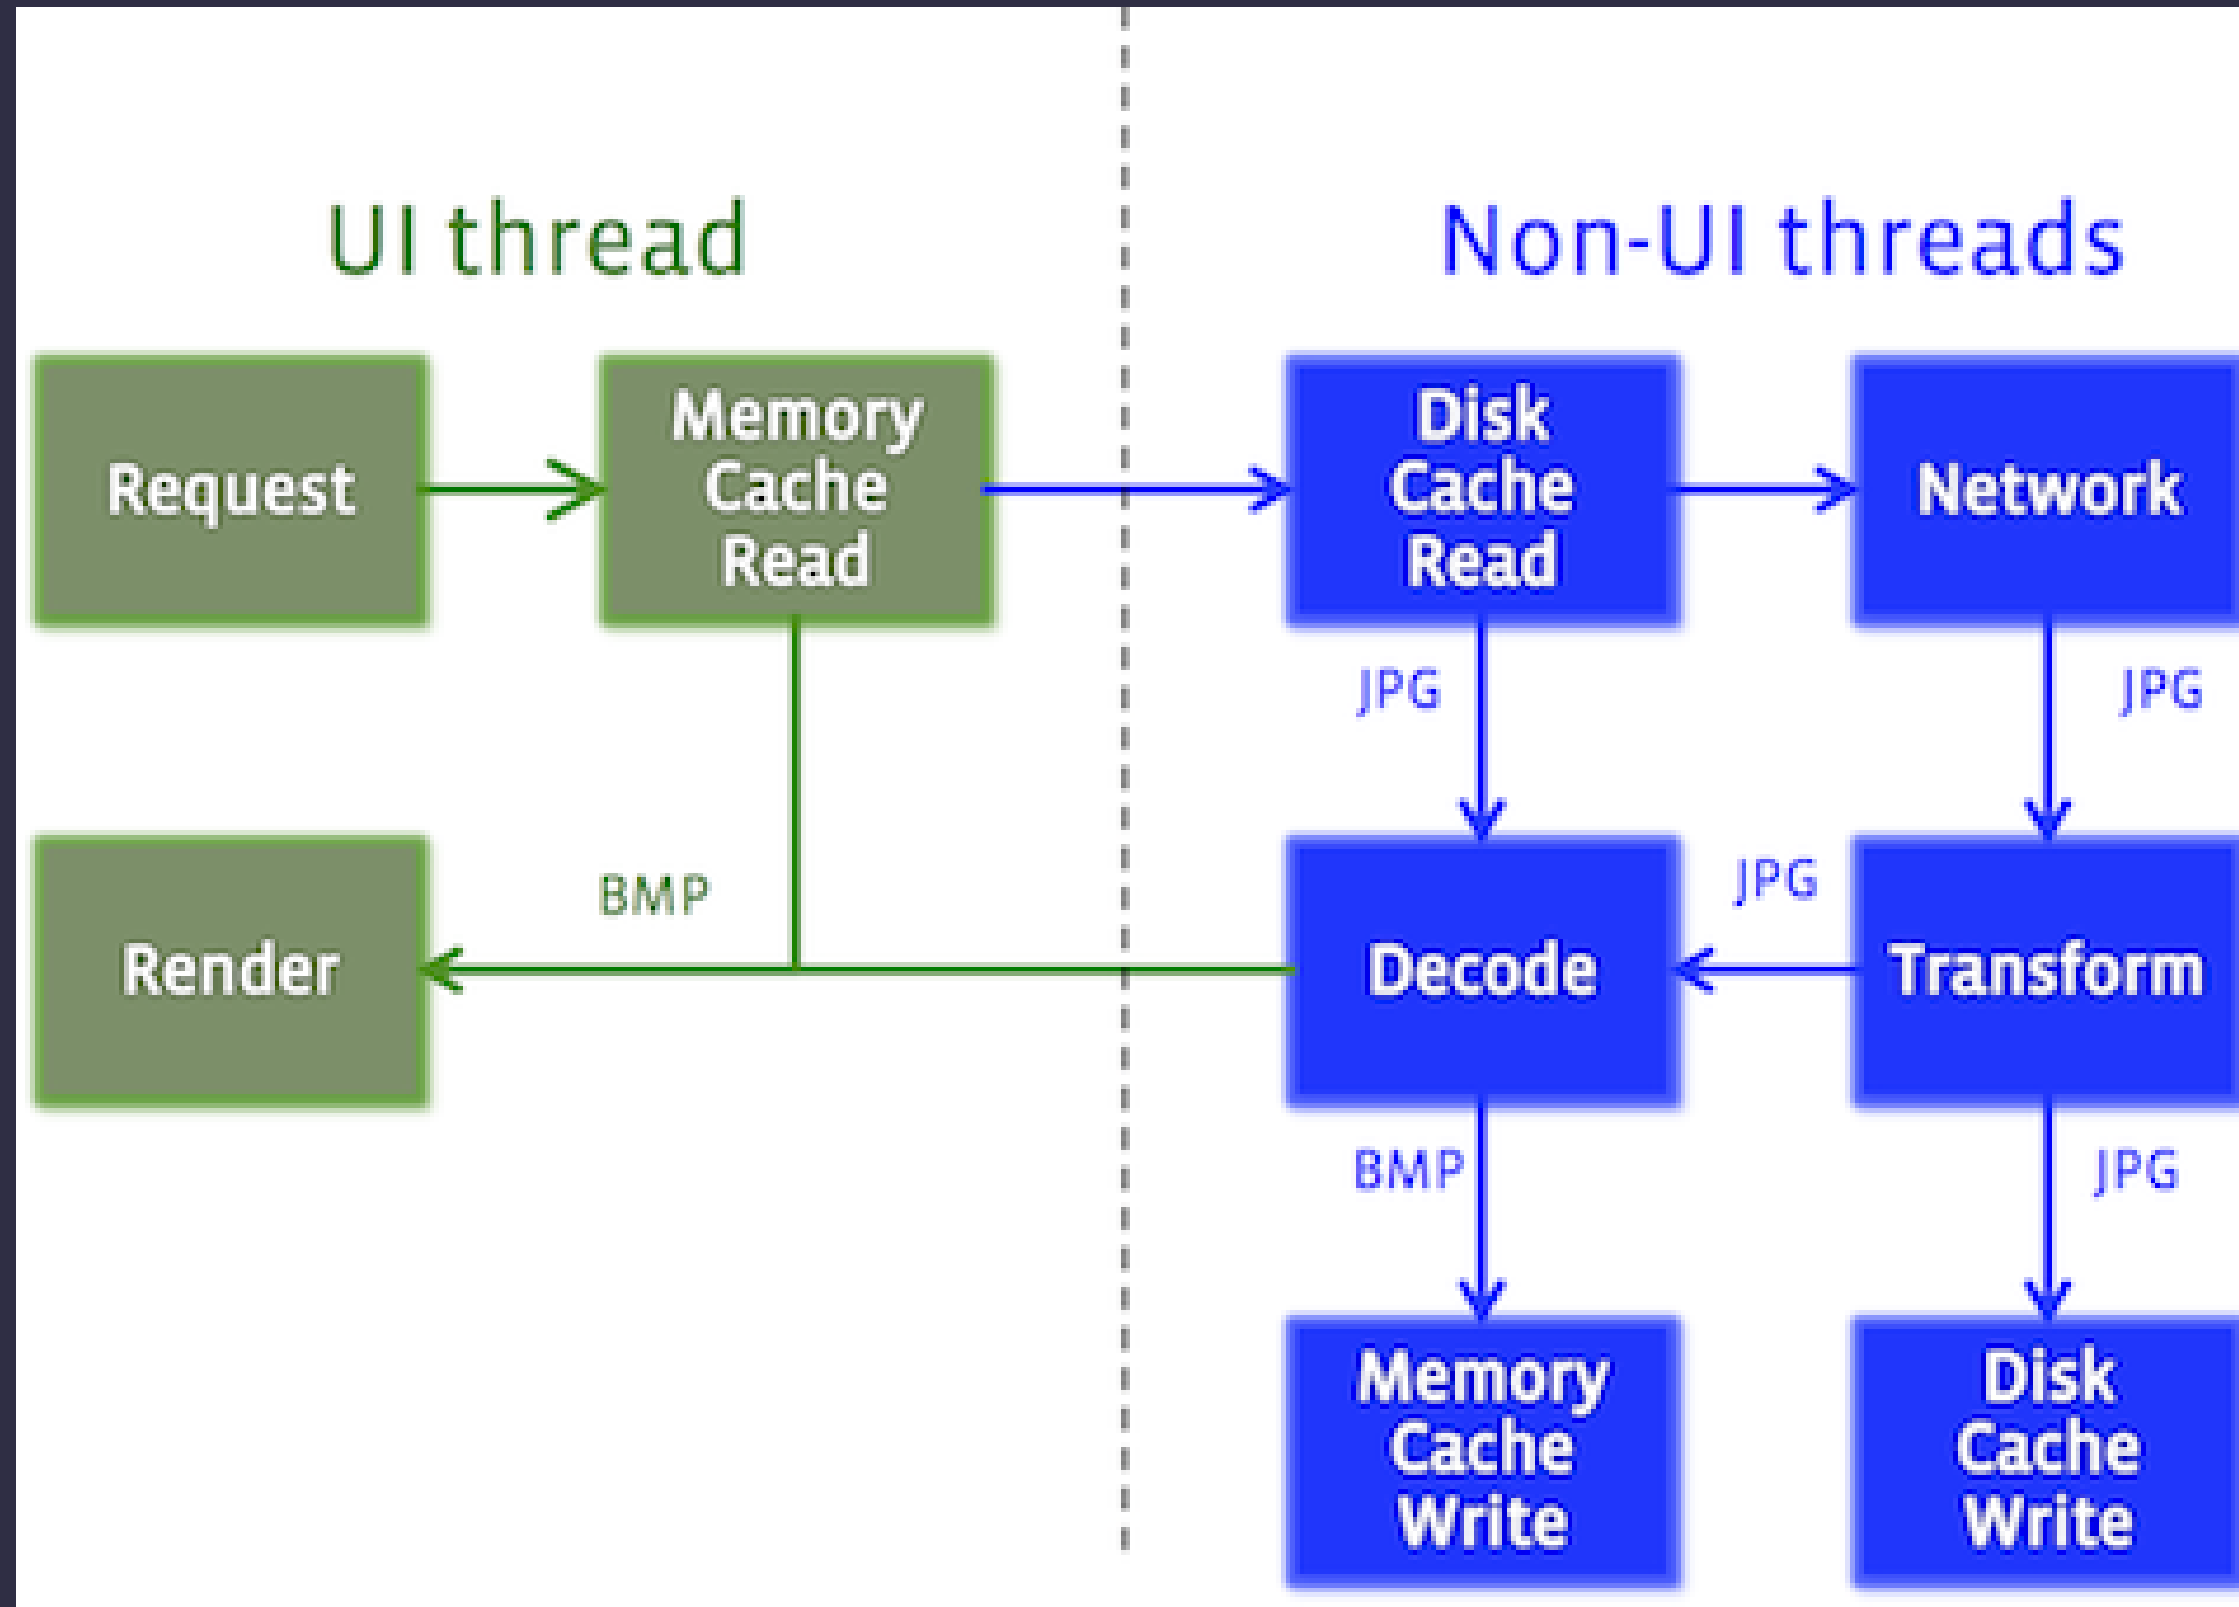 UI thread
Non-UI threads
Request
Memory
Cache
Read
Disk
Cache
Read
Network
JPG
JPG
Render
BMP
Decode
JPG
Transform
BMP
JPG
Memory
Cache
Write
Disk
Cache
Write